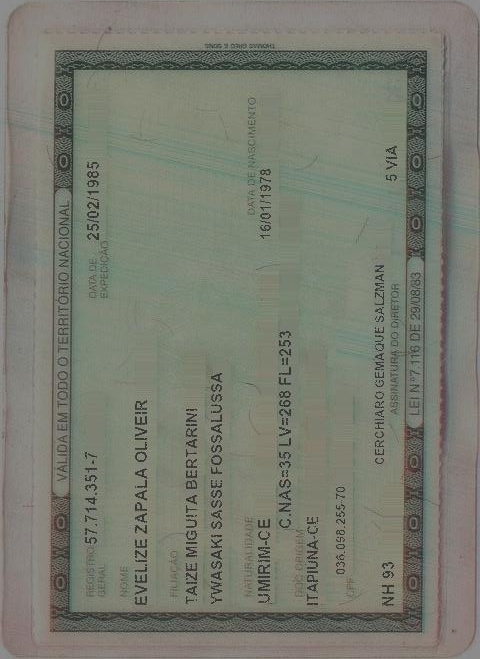 VÁLIDA EM TODO O TERRITÓRIO NACIONAL
REGISTRO GERAL 57.714.351-7 DATA DE EXPEDIÇÃO 25/02/1985
NOME
EVELIZE ZAPALA OLIVEIR
FILIAÇÃO
TAIZE MIGUITA BERTARINI
YWASAKI SASSE FOSSALUSSA
NATURALIDADE DATA DE NASCIMENTO
UMIRIM-CE 16/01/1978
C.NAS=35 LV=268 FL=253
DOC ORIGEM
ITAPIUNA-CE
CPF 036.098.255-70
CERCHIARO GEMAQUE SALZMAN
NH 93 5 VIA
ASSINATURA DO DIRETOR
LEI Nº 7.116 DE 29/08/83
THOMAS GREG & SONS